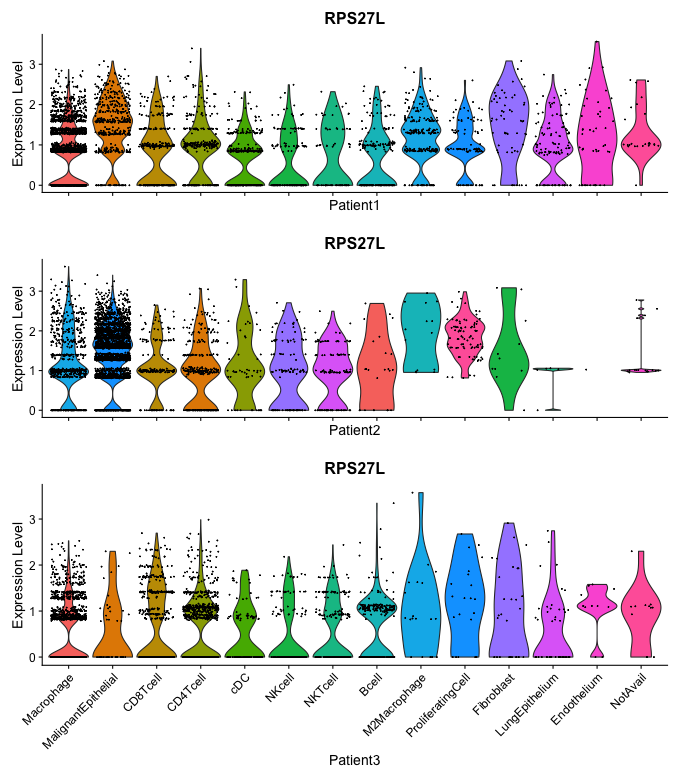 RPS27L
Expression Level
3
2
1
0
Patient1
RPS27L
Expression Level
3
2
1
0
Patient2
RPS27L
Expression Level
3
2
1
0
Macrophage
MalignantEpithelial
CD8Tcell
CD4Tcell
cDC
NKcell
NKTcell
Bcell
M2Macrophage
ProliferatingCell
Fibroblast
LungEpithelium
Endothelium
NotAvail
Patient3